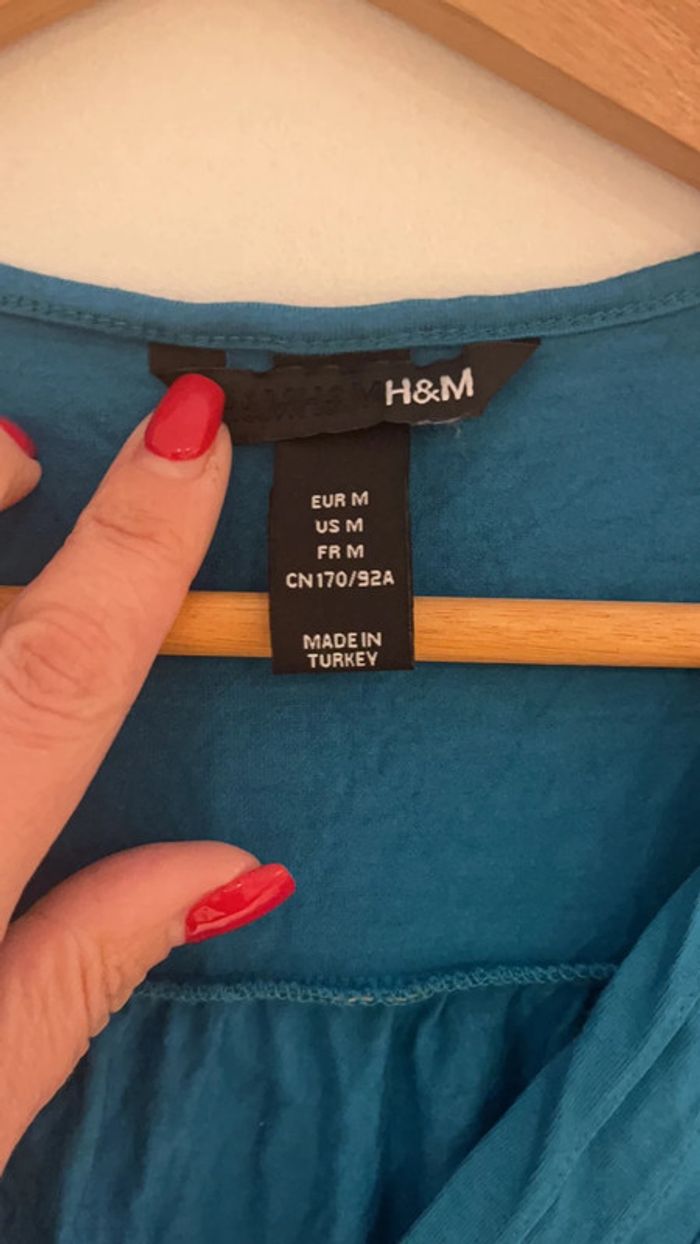 H&M
EUR M
US M
FR M
CN170/92A
MADE IN
TURKEY